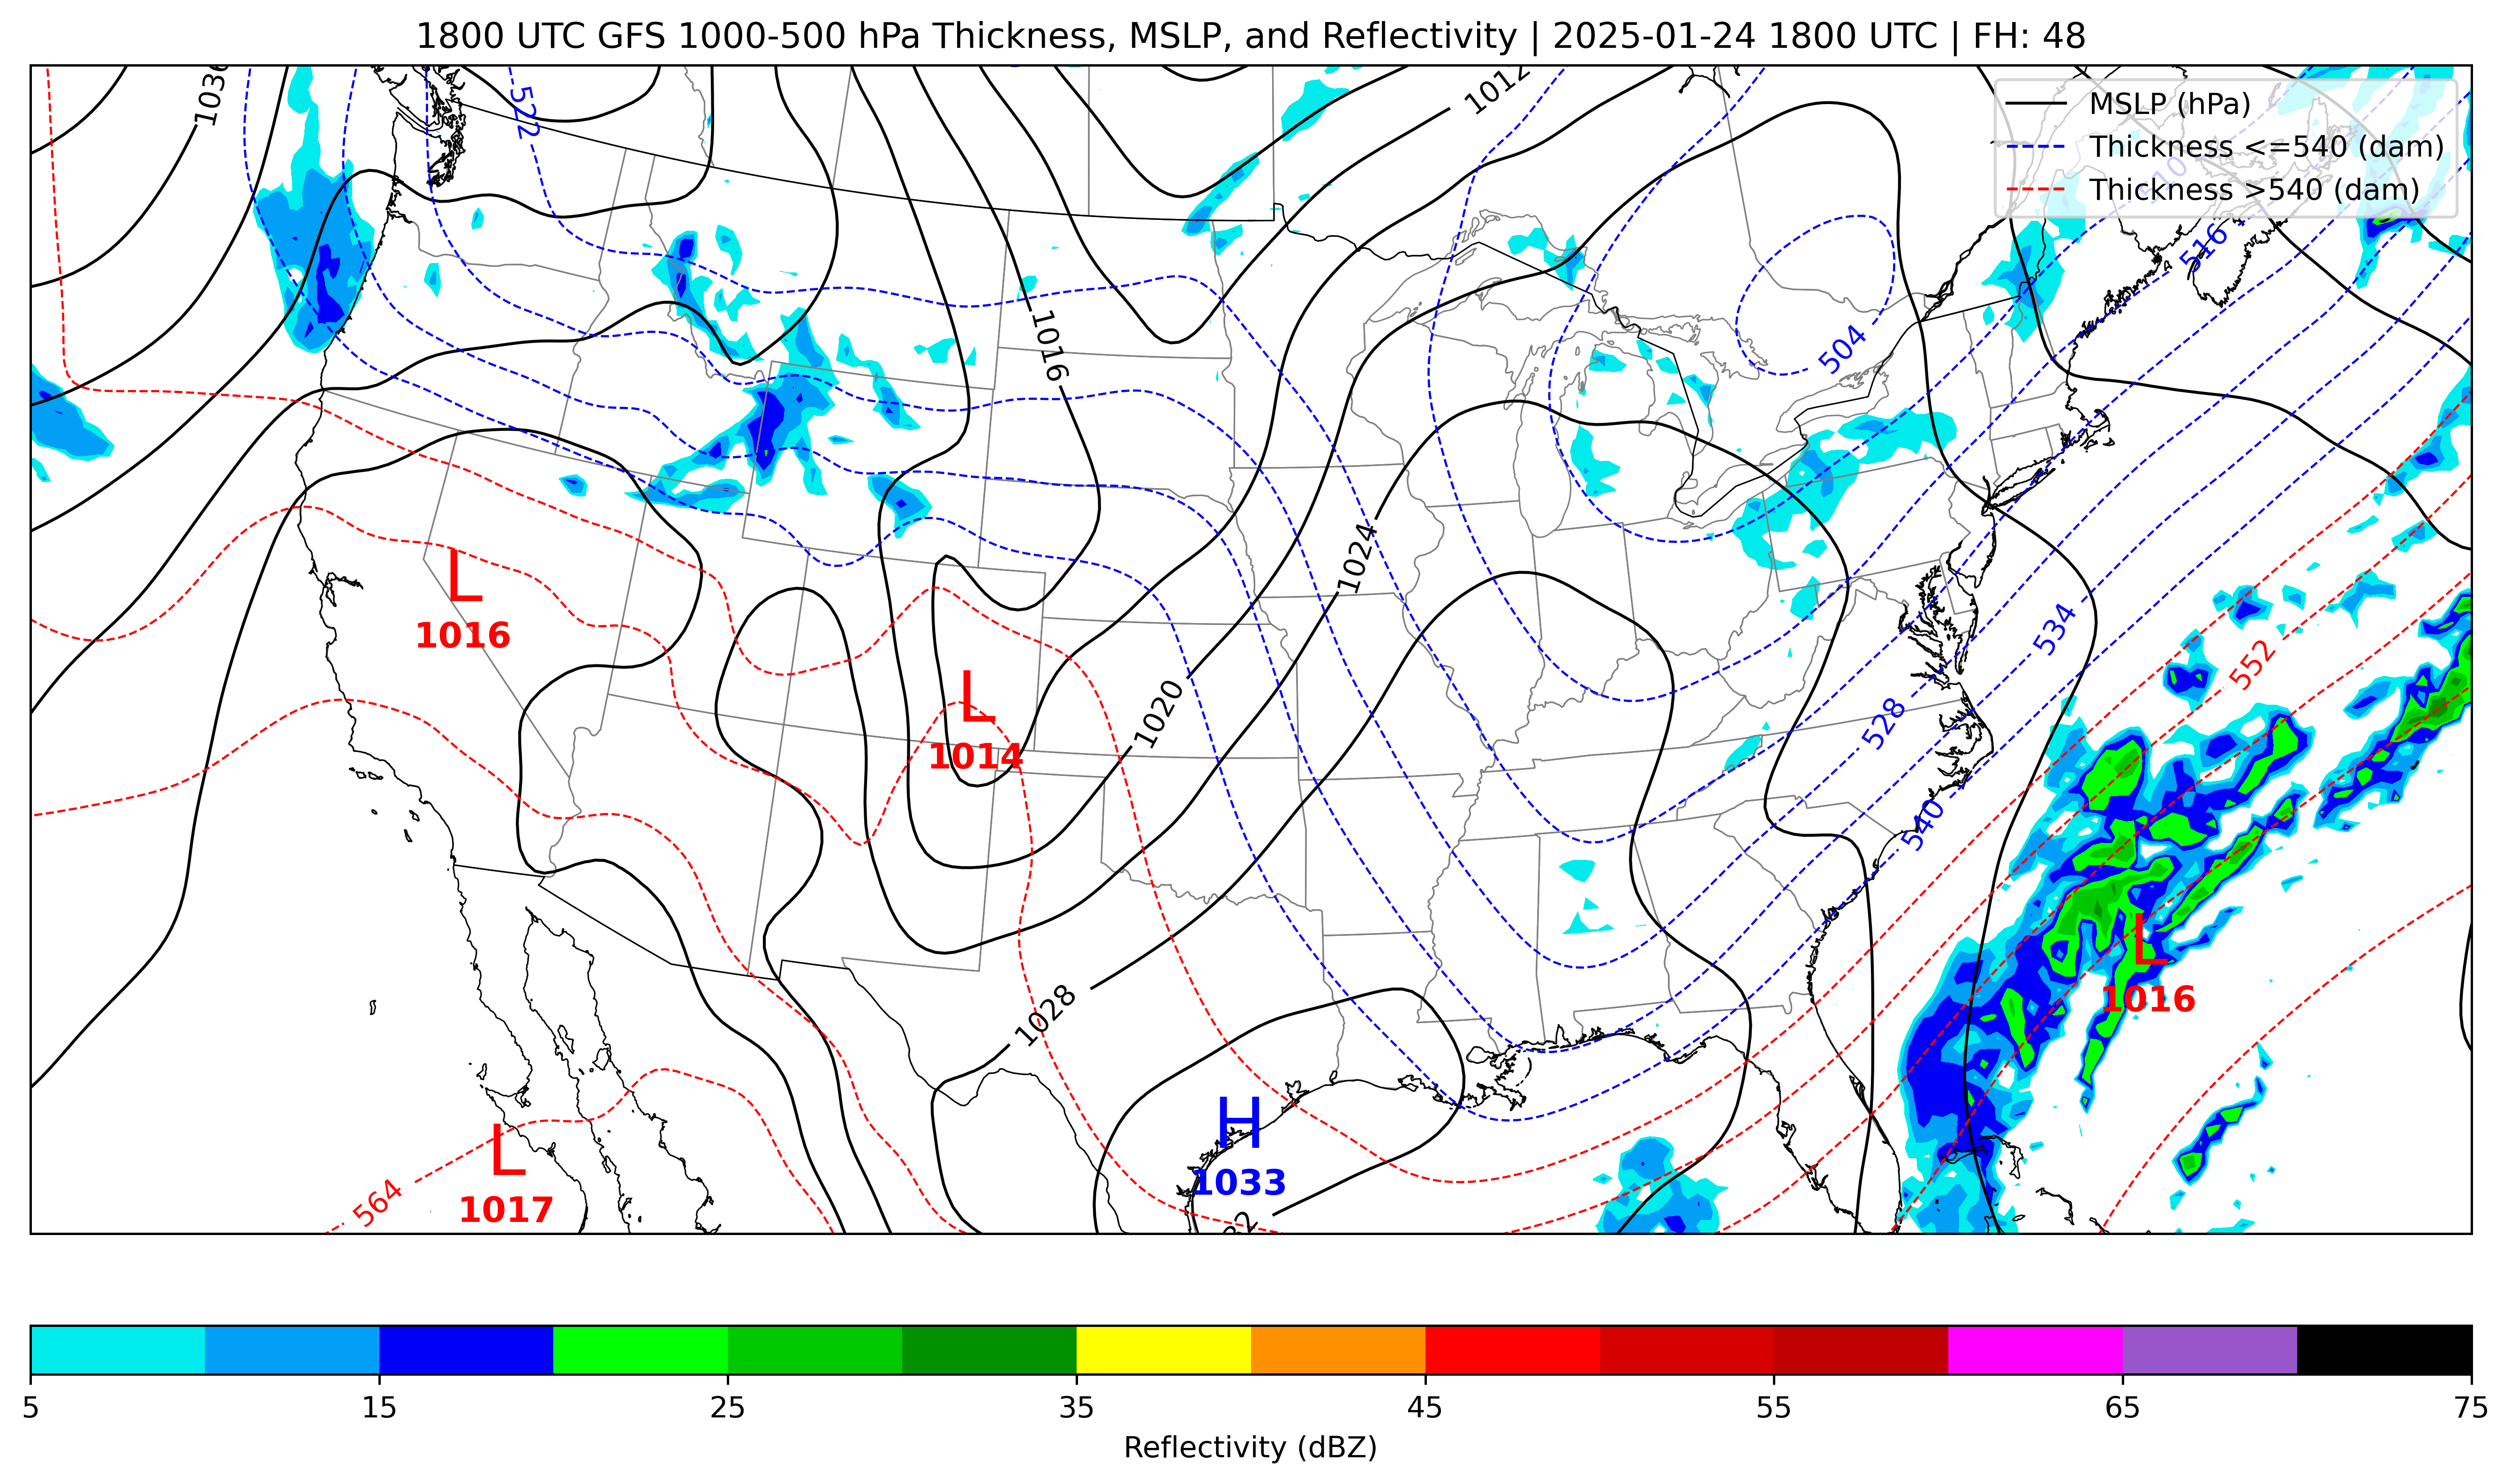 1800 UTC GFS 1000-500 hPa Thickness, MSLP, and Reflectivity | 2025-01-24 1800 UTC | FH: 48
MSLP (hPa)
Thickness <=540 (dam)
Thickness >540 (dam)
1036
522
1012
510
516
1016
504
1024
L
1016
534
552
L
1014
1020
528
540
L
1016
1028
H
1033
L
1017
564
5 15 25 35 45 55 65 75
Reflectivity (dBZ)